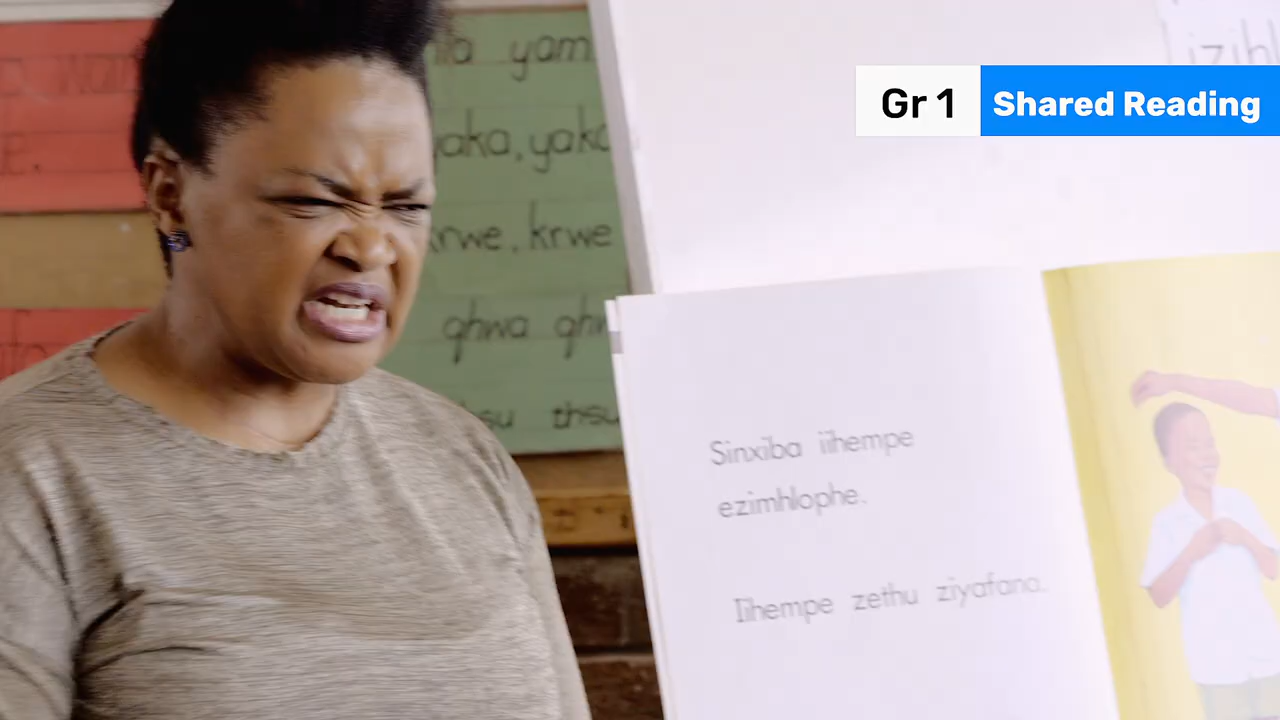 Gr 1 Shared Reading
yam
yaka, yaka
krwe, krwe
qhwa
thsu
Sinxiba iihempe
ezimhlophe.
Iihempe zethu ziyafana.